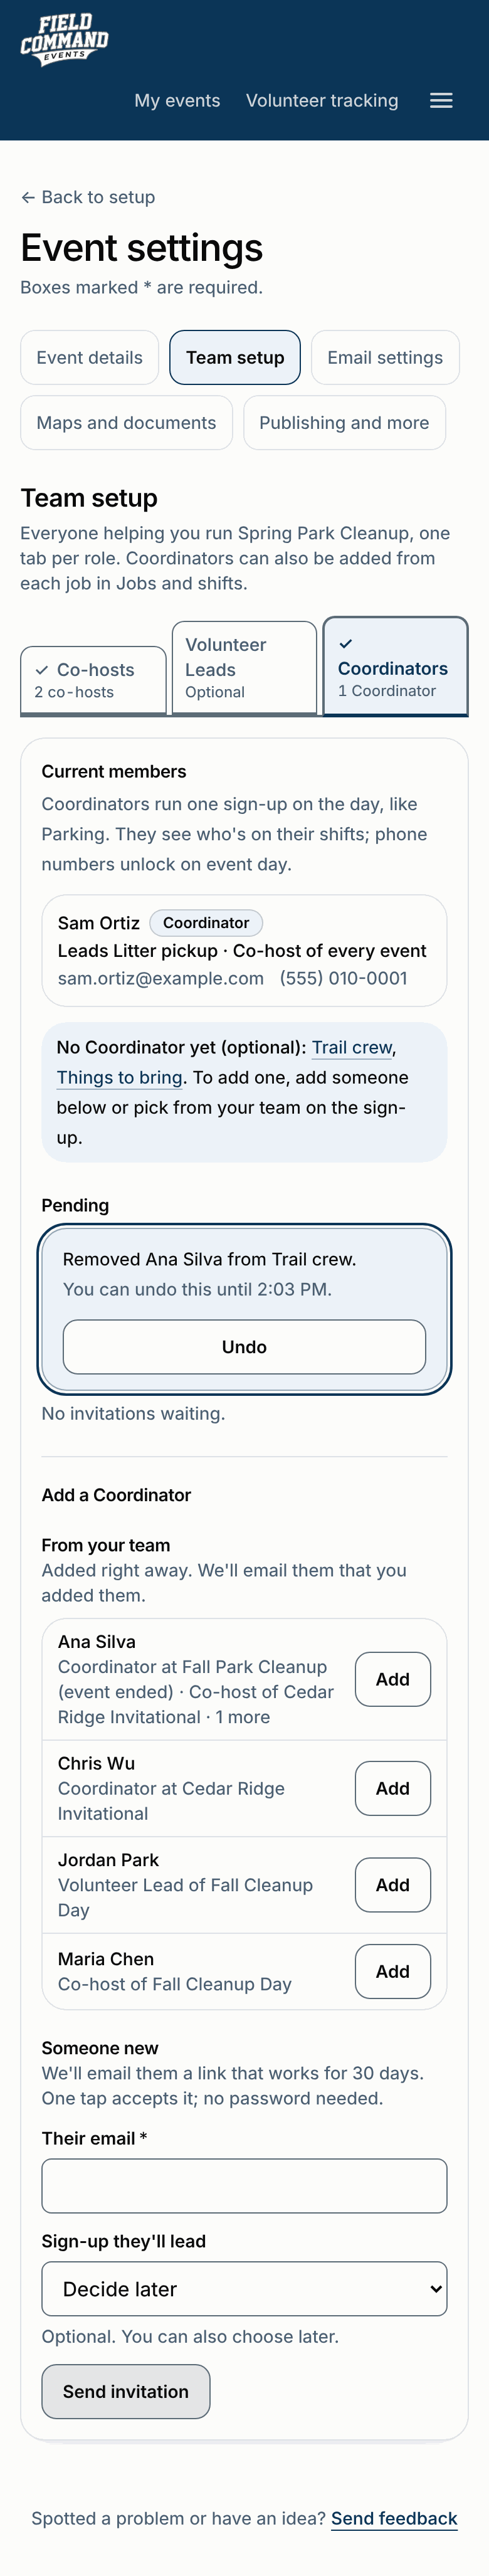 FIELD
COMMAND
EVENTS
My events Volunteer tracking
← Back to setup
Event settings
Boxes marked * are required.
Event details Team setup Email settings
Maps and documents Publishing and more
Team setup
Everyone helping you run Spring Park Cleanup, one
tab per role. Coordinators can also be added from
each job in Jobs and shifts.
✓ Co-hosts
2 co-hosts
Volunteer
Leads
Optional
✓
Coordinators
1 Coordinator
Current members
Coordinators run one sign-up on the day, like
Parking. They see who's on their shifts; phone
numbers unlock on event day.
Sam Ortiz Coordinator
Leads Litter pickup · Co-host of every event
sam.ortiz@example.com (555) 010-0001
No Coordinator yet (optional): Trail crew,
Things to bring. To add one, add someone
below or pick from your team on the sign-
up.
Pending
Removed Ana Silva from Trail crew.
You can undo this until 2:03 PM.
Undo
No invitations waiting.
Add a Coordinator
From your team
Added right away. We'll email them that you
added them.
Ana Silva
Coordinator at Fall Park Cleanup
(event ended) · Co-host of Cedar
Ridge Invitational · 1 more
Add
Chris Wu
Coordinator at Cedar Ridge
Invitational
Add
Jordan Park
Volunteer Lead of Fall Cleanup
Day
Add
Maria Chen
Co-host of Fall Cleanup Day
Add
Someone new
We'll email them a link that works for 30 days.
One tap accepts it; no password needed.
Their email *
Sign-up they'll lead
Decide later
Optional. You can also choose later.
Send invitation
Spotted a problem or have an idea? Send feedback